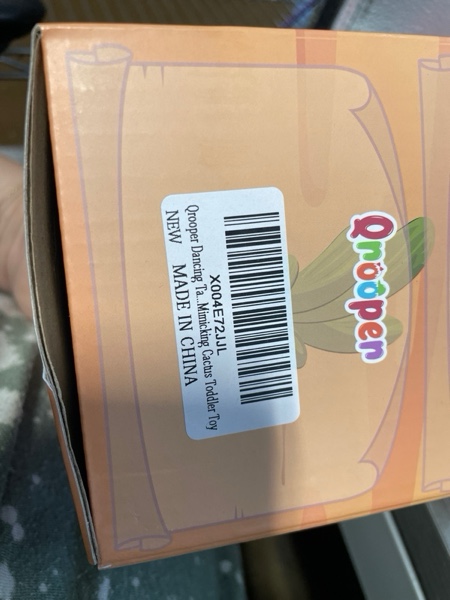 X004E72JJL
Qrooper Dancing Ta...Mimicking Cactus Toddler Toy
NEW MADE IN CHINA
Qrooper